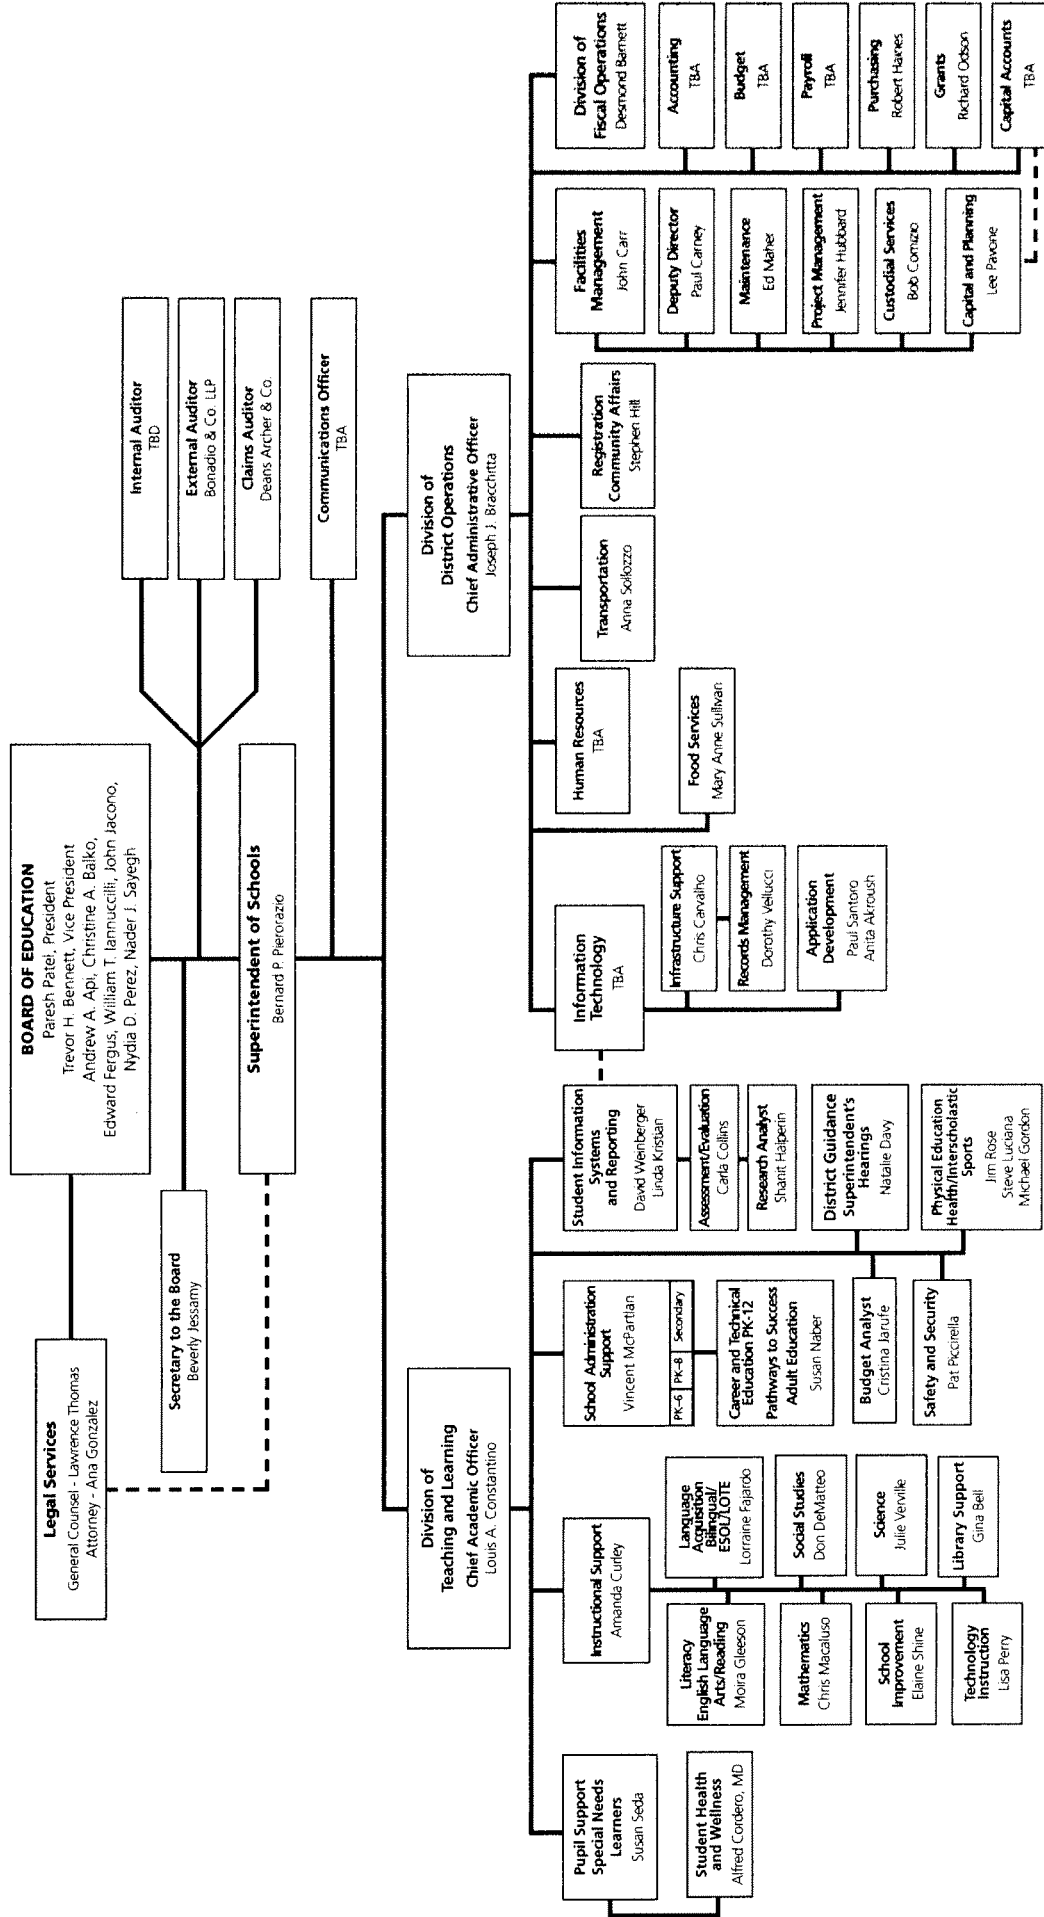 BOARD OF EDUCATION
Paresh Patel, President
Trevor H. Bennett, Vice President
Andrew A. Api, Christine A. Balko,
Edward Fergus, William T. Iannuccilli, John Jacono,
Nydia D. Perez, Nader J. Sayegh
Legal Services
General Counsel - Lawrence Thomas
Attorney - Ana Gonzalez
Secretary to the Board
Beverly Jessamy
Internal Auditor
TBD
External Auditor
Bonadio & Co. LLP
Claims Auditor
Deans Archer & Co.
Superintendent of Schools
Bernard P. Pierorazio
Communications Officer
TBA
Division of
Teaching and Learning
Chief Academic Officer
Louis A. Constantino
Division of
District Operations
Chief Administrative Officer
Joseph J. Bracchitta
Pupil Support
Special Needs
Learners
Susan Seda
Student Health
and Wellness
Alfred Cordero, MD
Instructional Support
Amanda Curley
Literacy
English Language
Arts/Reading
Moira Gleeson
Language
Acquisition
Bilingual/
ESOL/LOTE
Lorraine Fajardo
Mathematics
Chris Macaluso
Social Studies
Don DeMatteo
School
Improvement
Elaine Shine
Science
Julie Verville
Technology
Instruction
Lisa Perry
Library Support
Gina Bell
School Administration
Support
Vincent McPartlan
PK–6 PK–8 Secondary
Career and Technical
Education PK-12
Pathways to Success
Adult Education
Susan Naber
Budget Analyst
Cristina Jarufe
Safety and Security
Pat Piccirella
Student Information
Systems
and Reporting
David Weinberger
Linda Kristian
Assessment/Evaluation
Carla Collins
Research Analyst
Shanit Halperin
District Guidance
Superintendent's
Hearings
Natalie Davy
Physical Education
Health/Interscholastic
Sports
Jim Rose
Steve Luciana
Michael Gordon
Information
Technology
TBA
Infrastructure Support
Chris Carvalho
Records Management
Dorothy Vellucci
Application
Development
Paul Santoro
Anita Akroush
Human Resources
TBA
Food Services
Mary Anne Sullivan
Transportation
Anna Sollozzo
Registration
Community Affairs
Stephen Hill
Facilities
Management
John Carr
Deputy Director
Paul Carney
Maintenance
Ed Maher
Project Management
Jennifer Hubbard
Custodial Services
Bob Comizio
Capital and Planning
Lee Pavone
Division of
Fiscal Operations
Desmond Barnett
Accounting
TBA
Budget
TBA
Payroll
TBA
Purchasing
Robert Haines
Grants
Richard Odson
Capital Accounts
TBA